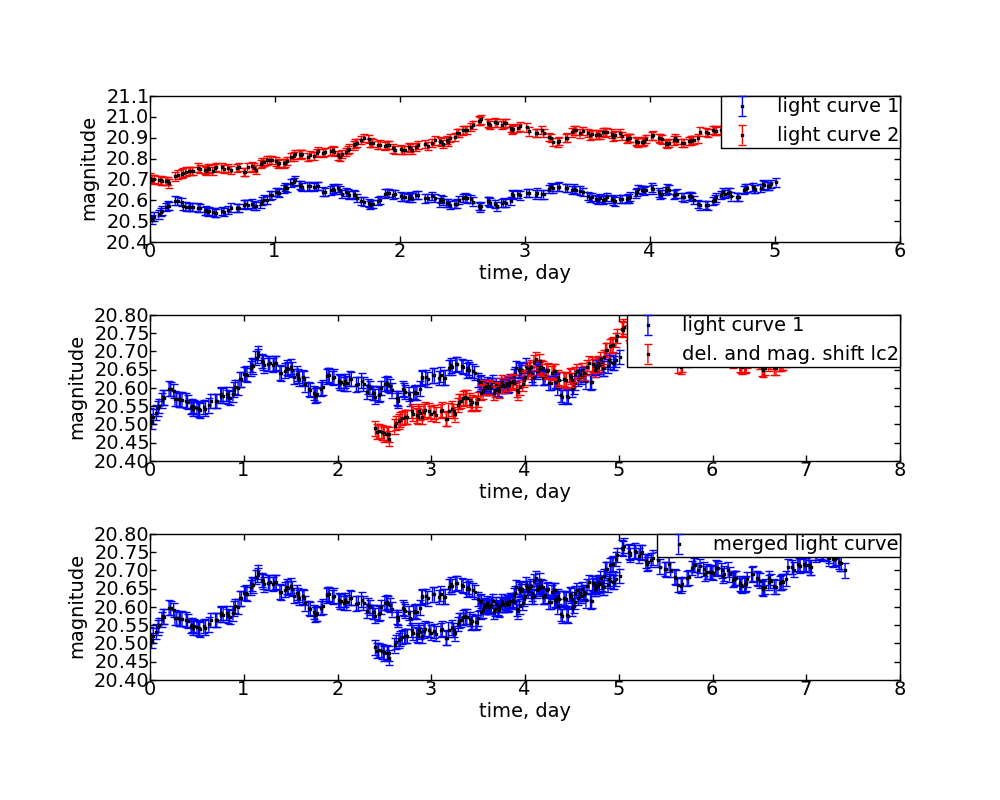 21.1
21.0
20.9
20.8
20.7
20.6
20.5
20.4
magnitude
light curve 1
light curve 2
0 1 2 3 4 5 6
time, day
20.80
20.75
20.70
20.65
20.60
20.55
20.50
20.45
20.40
magnitude
light curve 1
del. and mag. shift lc2
0 1 2 3 4 5 6 7 8
time, day
20.80
20.75
20.70
20.65
20.60
20.55
20.50
20.45
20.40
magnitude
merged light curve
0 1 2 3 4 5 6 7 8
time, day